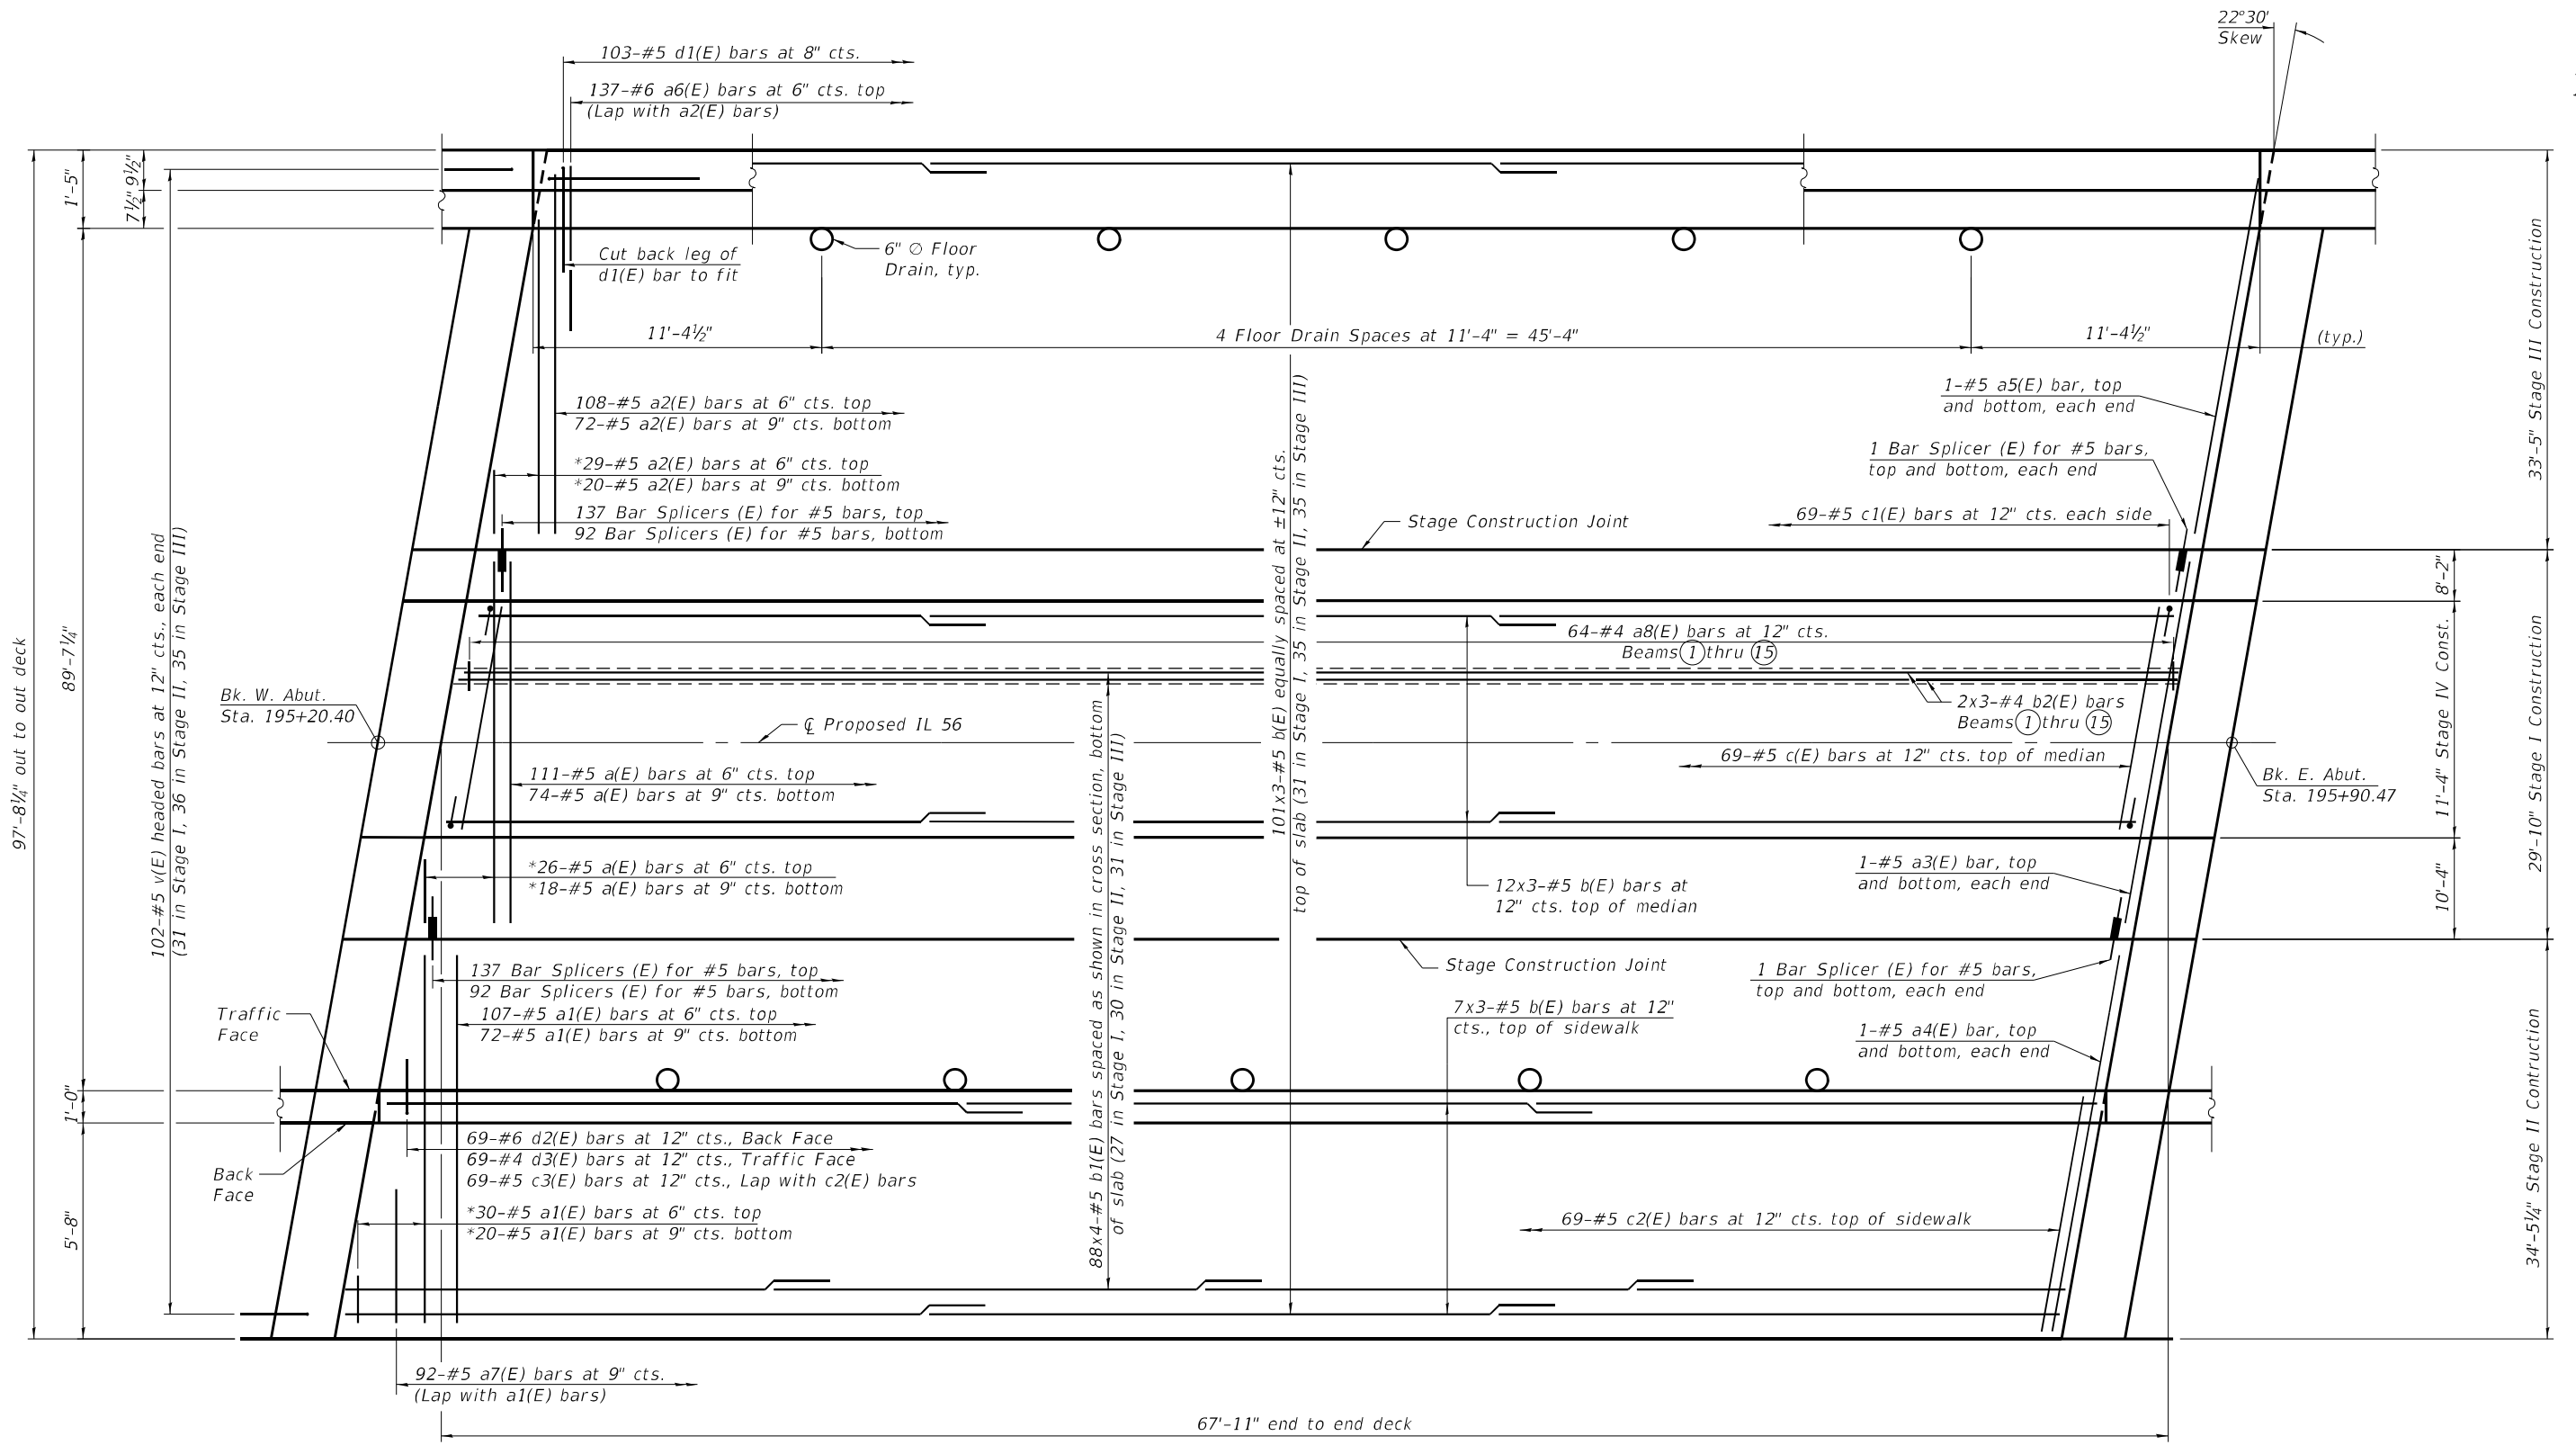 22°30'
Skew
103-#5 d1(E) bars at 8" cts.
137-#6 a6(E) bars at 6" cts. top
(Lap with a2(E) bars)
1'-5"
9½"
7½"
Cut back leg of
d1(E) bar to fit
6" ∅ Floor
Drain, typ.
11'-4½"
4 Floor Drain Spaces at 11'-4" = 45'-4"
11'-4½"
(typ.)
108-#5 a2(E) bars at 6" cts. top
72-#5 a2(E) bars at 9" cts. bottom
1-#5 a5(E) bar, top
and bottom, each end
*29-#5 a2(E) bars at 6" cts. top
*20-#5 a2(E) bars at 9" cts. bottom
1 Bar Splicer (E) for #5 bars,
top and bottom, each end
137 Bar Splicers (E) for #5 bars, top
92 Bar Splicers (E) for #5 bars, bottom
Stage Construction Joint
69-#5 c1(E) bars at 12" cts. each side
33'-5" Stage III Construction
8'-2"
64-#4 a8(E) bars at 12" cts.
Beams 1 thru 15
Bk. W. Abut.
Sta. 195+20.40
℄ Proposed IL 56
2x3-#4 b2(E) bars
Beams 1 thru 15
69-#5 c(E) bars at 12" cts. top of median
11'-4" Stage IV Const.
29'-10" Stage I Construction
111-#5 a(E) bars at 6" cts. top
74-#5 a(E) bars at 9" cts. bottom
Bk. E. Abut.
Sta. 195+90.47
97'-8¼" out to out deck
89'-7¼"
102-#5 v(E) headed bars at 12" cts., each end
(31 in Stage I, 36 in Stage II, 35 in Stage III)
101x3-#5 b(E) equally spaced at ±12" cts.
top of slab (31 in Stage I, 35 in Stage II, 35 in Stage III)
88x4-#5 b1(E) bars spaced as shown in cross section, bottom
of slab (27 in Stage I, 30 in Stage II, 31 in Stage III)
*26-#5 a(E) bars at 6" cts. top
*18-#5 a(E) bars at 9" cts. bottom
12x3-#5 b(E) bars at
12" cts. top of median
1-#5 a3(E) bar, top
and bottom, each end
10'-4"
137 Bar Splicers (E) for #5 bars, top
92 Bar Splicers (E) for #5 bars, bottom
Stage Construction Joint
1 Bar Splicer (E) for #5 bars,
top and bottom, each end
Traffic
Face
107-#5 a1(E) bars at 6" cts. top
72-#5 a1(E) bars at 9" cts. bottom
7x3-#5 b(E) bars at 12"
cts., top of sidewalk
1-#5 a4(E) bar, top
and bottom, each end
34'-5¼" Stage II Contruction
1'-0"
Back
Face
69-#6 d2(E) bars at 12" cts., Back Face
69-#4 d3(E) bars at 12" cts., Traffic Face
69-#5 c3(E) bars at 12" cts., Lap with c2(E) bars
5'-8"
*30-#5 a1(E) bars at 6" cts. top
*20-#5 a1(E) bars at 9" cts. bottom
69-#5 c2(E) bars at 12" cts. top of sidewalk
92-#5 a7(E) bars at 9" cts.
(Lap with a1(E) bars)
67'-11" end to end deck